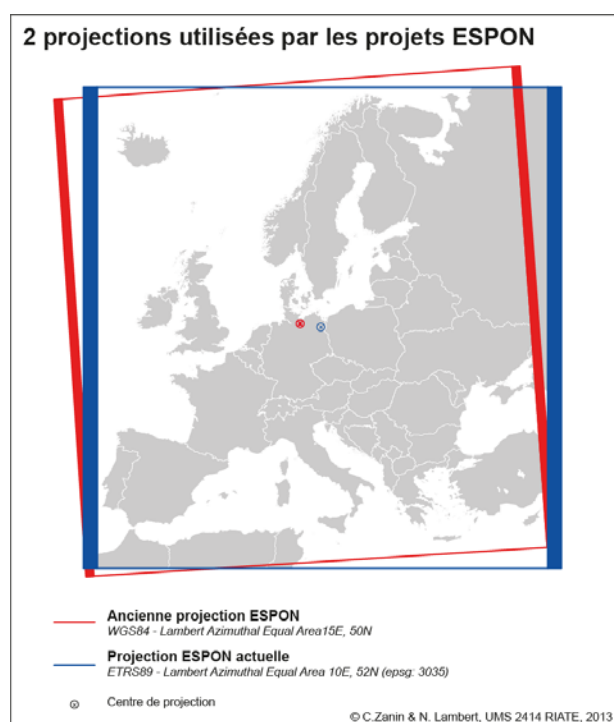 2 projections utilisées par les projets ESPON
Ancienne projection ESPON
WGS84 - Lambert Azimuthal Equal Area15E, 50N
Projection ESPON actuelle
ETRS89 - Lambert Azimuthal Equal Area 10E, 52N (epsg: 3035)
Centre de projection
© C.Zanin & N. Lambert, UMS 2414 RIATE, 2013